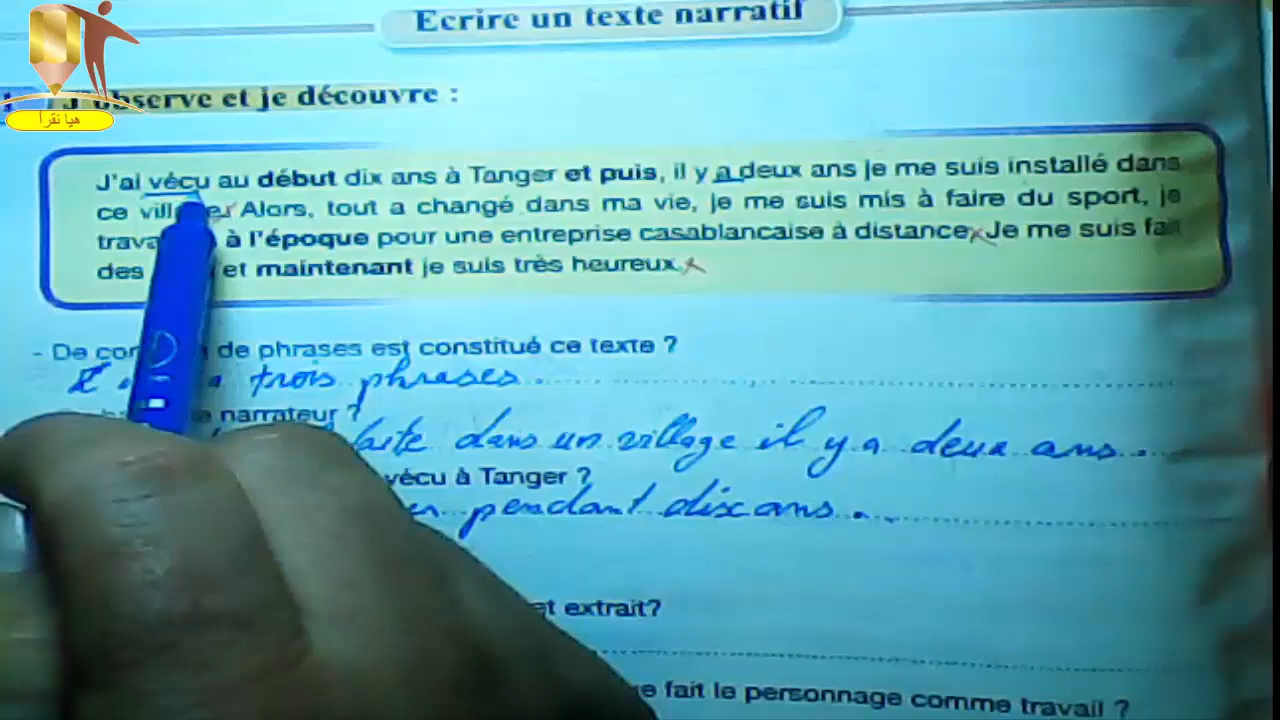 Ecrire un texte narratif
J'observe et je découvre :
هيا نقرأ
J'ai vécu au début dix ans à Tanger et puis, il y a deux ans je me suis installé dans
ce Alors, tout a changé dans ma vie, je me suis mis à faire du sport, je
à l'époque pour une entreprise casablancaise à distance. Je me suis fait
des et maintenant je suis très heureux.
- De de phrases est constitué ce texte ?
trois phrases.
narrateur ?
dans un village il y a deux ans.
vécu à Tanger ?
pendant dix ans.
extrait?
fait le personnage comme travail ?